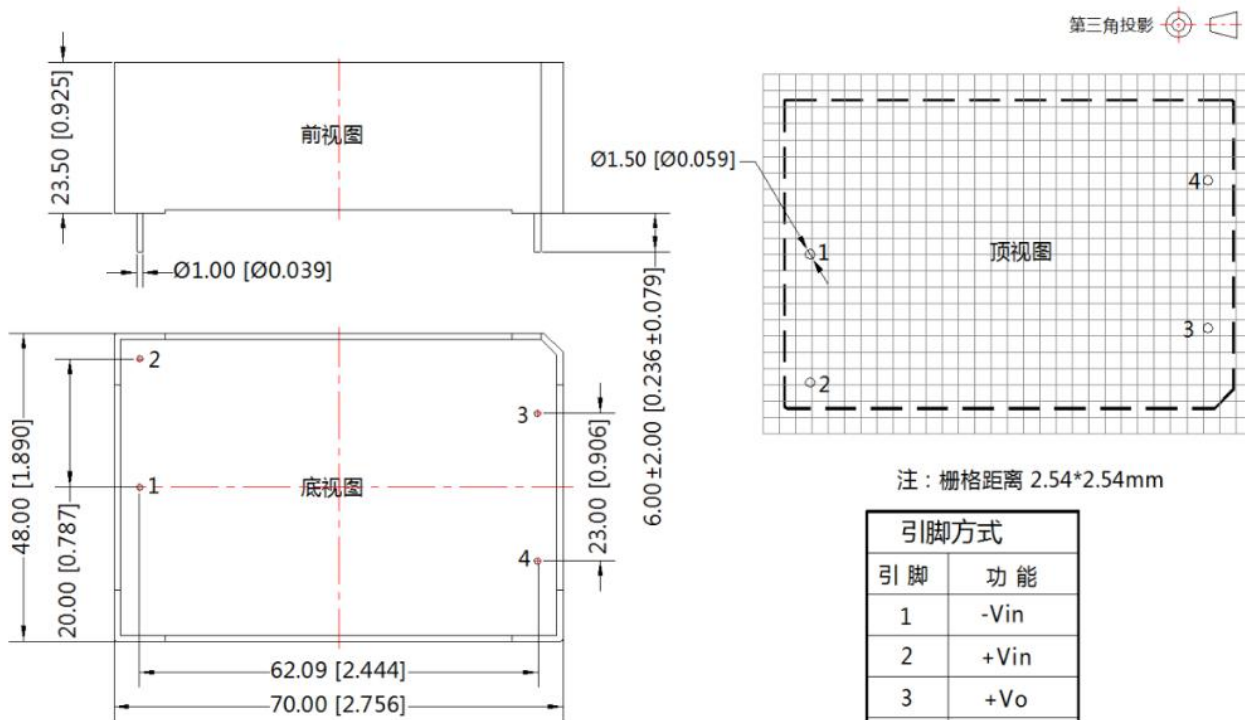 第三角投影
23.50 [0.925]
前视图
Ø1.50 [Ø0.059]
Ø1.00 [Ø0.039]
6.00±2.00 [0.236±0.079]
4
1
顶视图
3
2
48.00 [1.890]
20.00 [0.787]
2
3
1
底视图
4
23.00 [0.906]
62.09 [2.444]
70.00 [2.756]
注：栅格距离 2.54*2.54mm
引脚方式
引 脚 功 能
1 -Vin
2 +Vin
3 +Vo